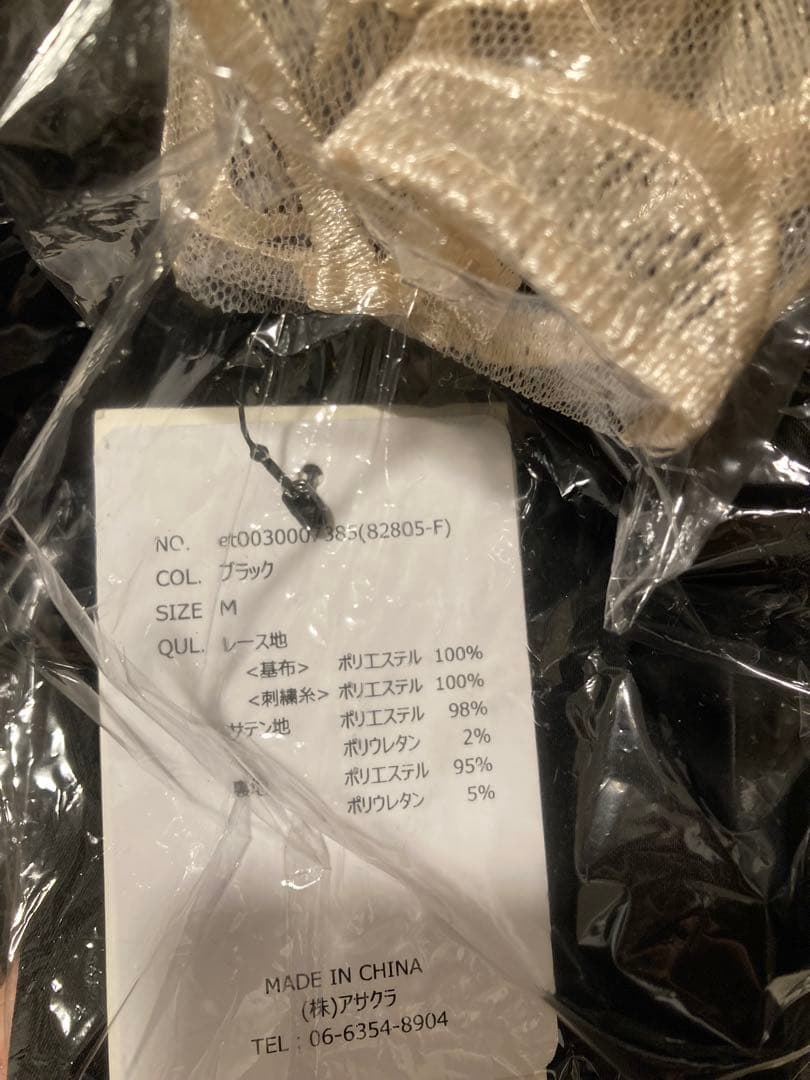 NO. et0030007385(82805-F)
COL. ブラック
SIZE M
QUL. レース地
<基布> ポリエステル 100%
<刺繍糸> ポリエステル 100%
サテン地 ポリエステル 98%
ポリウレタン 2%
裏地 ポリエステル 95%
ポリウレタン 5%
MADE IN CHINA
(株)アサクラ
TEL : 06-6354-8904